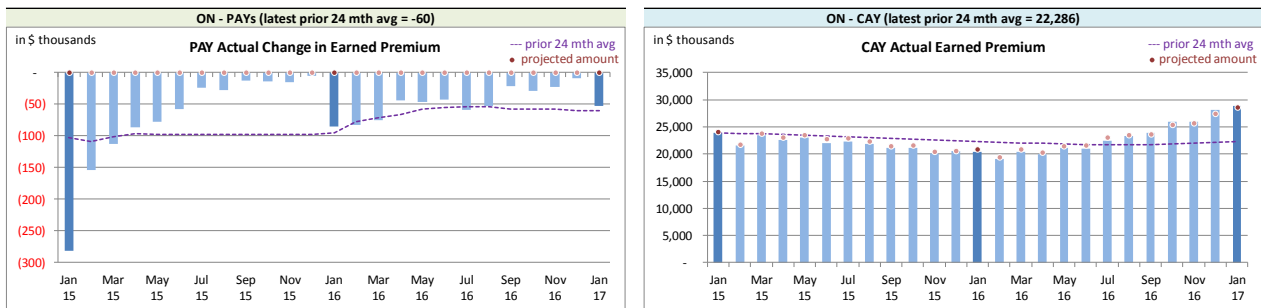 ON - PAYs (latest prior 24 mth avg = -60)
in $ thousands
PAY Actual Change in Earned Premium
--- prior 24 mth avg
● projected amount
-
(50)
(100)
(150)
(200)
(250)
(300)
Jan Mar May Jul Sep Nov Jan Mar May Jul Sep Nov Jan
15 15 15 15 15 15 16 16 16 16 16 16 17
ON - CAY (latest prior 24 mth avg = 22,286)
in $ thousands
CAY Actual Earned Premium
--- prior 24 mth avg
● projected amount
35,000
30,000
25,000
20,000
15,000
10,000
5,000
-
Jan Mar May Jul Sep Nov Jan Mar May Jul Sep Nov Jan
15 15 15 15 15 15 16 16 16 16 16 16 17